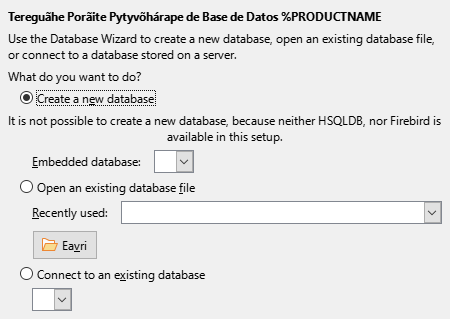 Tereguãhe Porãite Pytyvõhárape de Base de Datos %PRODUCTNAME
Use the Database Wizard to create a new database, open an existing database file,
or connect to a database stored on a server.
What do you want to do?
Create a new database
It is not possible to create a new database, because neither HSQLDB, nor Firebird is
available in this setup.
Embedded database:
Open an existing database file
Recently used:
Eavri
Connect to an existing database